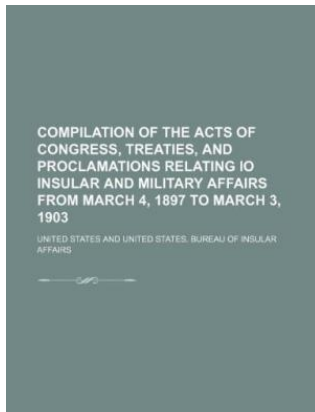 COMPILATION OF THE ACTS OF
CONGRESS, TREATIES, AND
PROCLAMATIONS RELATING IO
INSULAR AND MILITARY AFFAIRS
FROM MARCH 4, 1897 TO MARCH 3,
1903
UNITED STATES AND UNITED STATES. BUREAU OF INSULAR
AFFAIRS